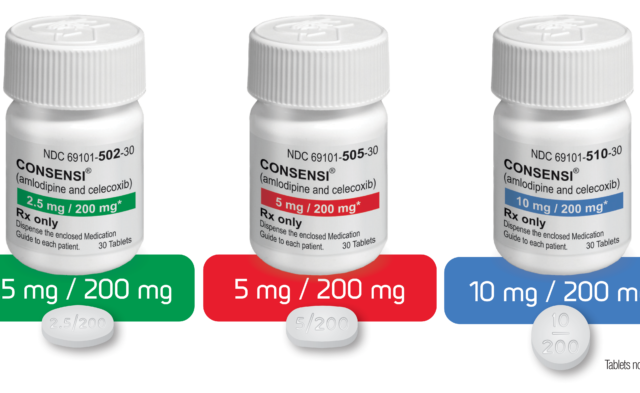 NDC 69101-502-30
CONSENSI®
(amlodipine and celecoxib)
2.5 mg / 200 mg*
Rx only
Dispense the enclosed Medication
Guide to each patient. 30 Tablets
5 mg / 200 mg
2.5/200
NDC 69101-505-30
CONSENSI®
(amlodipine and celecoxib)
5 mg / 200 mg*
Rx only
Dispense the enclosed Medication
Guide to each patient. 30 Tablets
5 mg / 200 mg
5/200
NDC 69101-510-30
CONSENSI®
(amlodipine and celecoxib)
10 mg / 200 mg*
Rx only
Dispense the enclosed Medication
Guide to each patient. 30 Tablets
10 mg / 200 m
10
200
Tablets